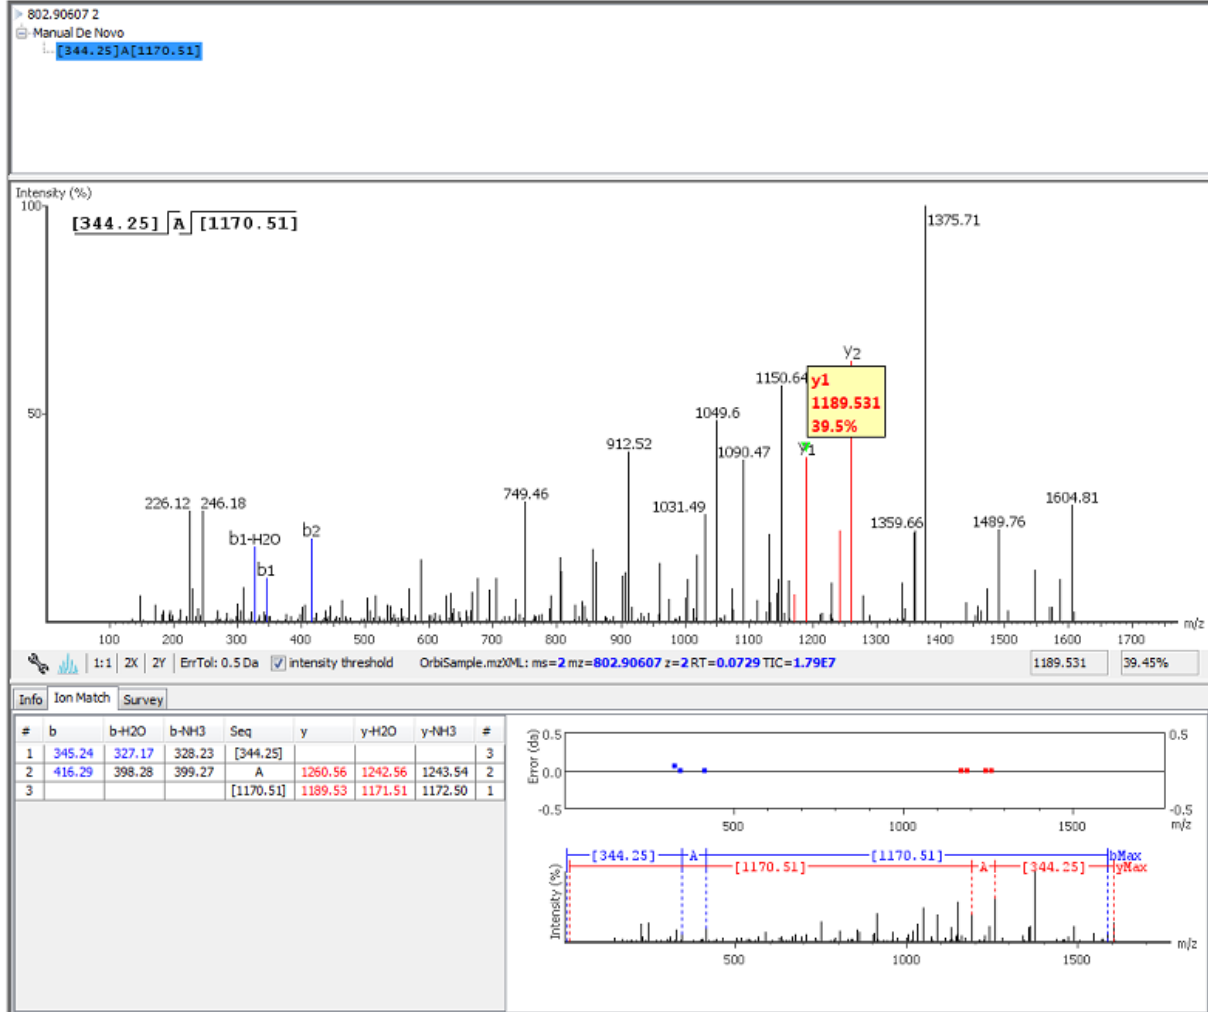 802.90607 2
Manual De Novo
[344.25]A[1170.51]
Intensity (%)
100
[344.25] A [1170.51]
1375.71
y2
1150.64
y1
1189.531
39.5%
50
1049.6
912.52
1090.47
y1
749.46
1031.49
226.12 246.18
1604.81
1359.66
1489.76
b1-H2O
b2
b1
100 200 300 400 500 600 700 800 900 1000 1100 1200 1300 1400 1500 1600 1700 m/z
1:1 2X 2Y ErrTol: 0.5 Da intensity threshold OrbiSample.mzXML: ms=2 mz=802.90607 z=2 RT=0.0729 TIC=1.79E7 1189.531 39.45%
Info Ion Match Survey
# b b-H2O b-NH3 Seq y y-H2O y-NH3 #
1 345.24 327.17 328.23 [344.25] 3
2 416.29 398.28 399.27 A 1260.56 1242.56 1243.54 2
3 [1170.51] 1189.53 1171.51 1172.50 1
Error (da)
0.5 0.5
0.0
-0.5 -0.5
500 1000 1500 m/z
[344.25] A [1170.51] bMax
[1170.51] A [344.25] yMax
Intensity (%)
m/z
500 1000 1500